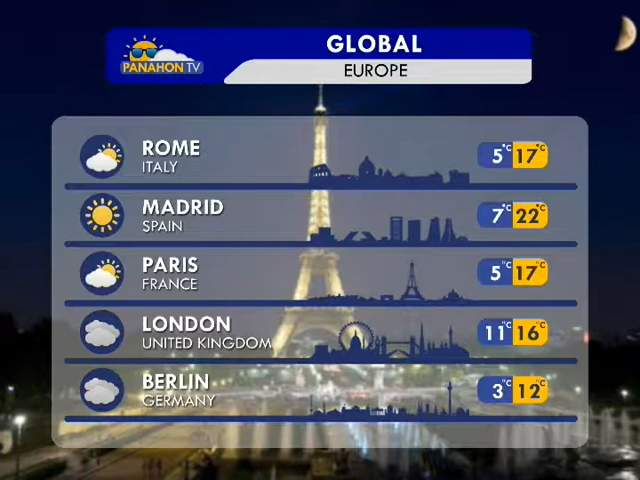 PANAHON TV
GLOBAL
EUROPE
ROME
ITALY
5°C 17°C
MADRID
SPAIN
7°C 22°C
PARIS
FRANCE
5°C 17°C
LONDON
UNITED KINGDOM
11°C 16°C
BERLIN
GERMANY
3°C 12°C